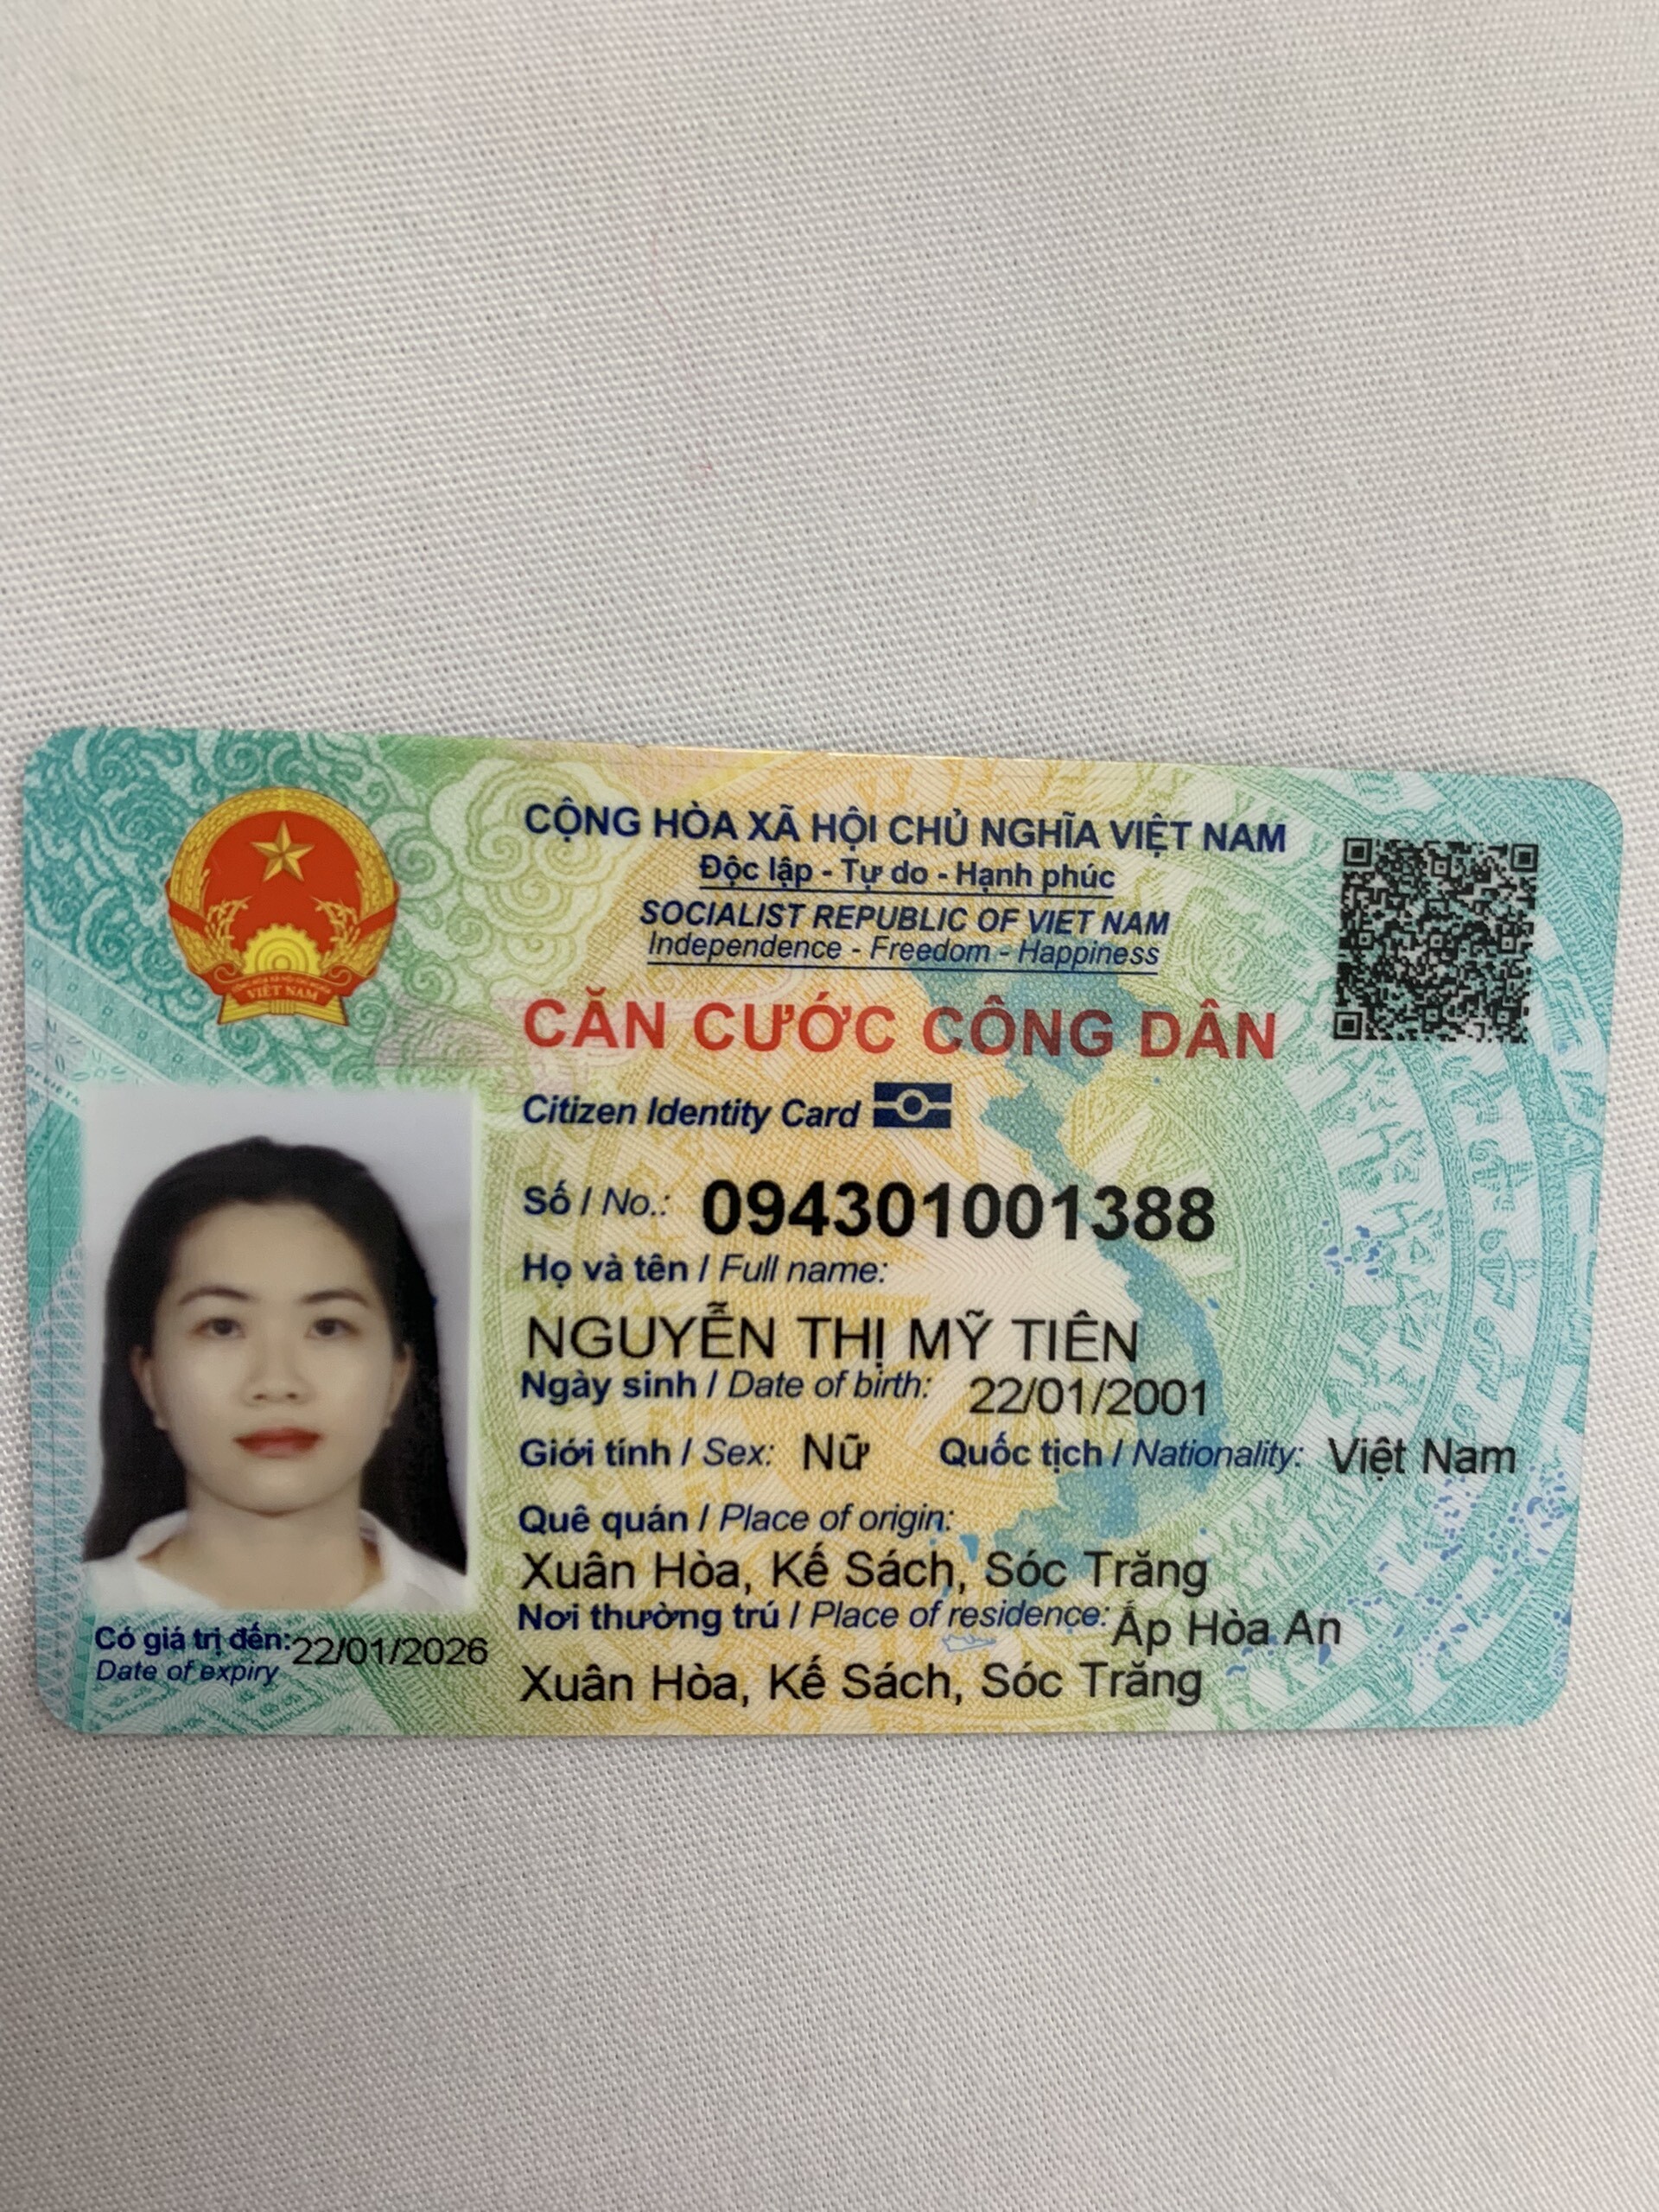 CỘNG HÒA XÃ HỘI CHỦ NGHĨA VIỆT NAM
Độc lập - Tự do - Hạnh phúc
SOCIALIST REPUBLIC OF VIET NAM
Independence - Freedom - Happiness
CĂN CƯỚC CÔNG DÂN
Citizen Identity Card
VIỆT NAM
Số / No.: 094301001388
Họ và tên / Full name:
NGUYỄN THỊ MỸ TIÊN
Ngày sinh / Date of birth: 22/01/2001
Giới tính / Sex: Nữ Quốc tịch / Nationality: Việt Nam
Quê quán / Place of origin:
Xuân Hòa, Kế Sách, Sóc Trăng
Nơi thường trú / Place of residence: Ấp Hòa An
Xuân Hòa, Kế Sách, Sóc Trăng
Có giá trị đến: 22/01/2026
Date of expiry